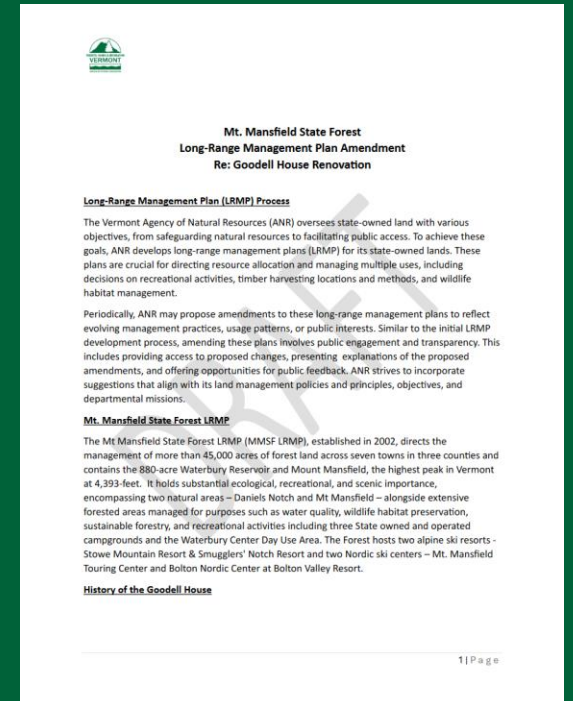 VERMONT
Mt. Mansfield State Forest
Long-Range Management Plan Amendment
Re: Goodell House Renovation
Long-Range Management Plan (LRMP) Process
The Vermont Agency of Natural Resources (ANR) oversees state-owned land with various
objectives, from safeguarding natural resources to facilitating public access. To achieve these
goals, ANR develops long-range management plans (LRMP) for its state-owned lands. These
plans are crucial for directing resource allocation and managing multiple uses, including
decisions on recreational activities, timber harvesting locations and methods, and wildlife
habitat management.
Periodically, ANR may propose amendments to these long-range management plans to reflect
evolving management practices, usage patterns, or public interests. Similar to the initial LRMP
development process, amending these plans involves public engagement and transparency. This
includes providing access to proposed changes, presenting explanations of the proposed
amendments, and offering opportunities for public feedback. ANR strives to incorporate
suggestions that align with its land management policies and principles, objectives, and
departmental missions.
Mt. Mansfield State Forest LRMP
The Mt Mansfield State Forest LRMP (MMSF LRMP), established in 2002, directs the
management of more than 45,000 acres of forest land across seven towns in three counties and
contains the 880-acre Waterbury Reservoir and Mount Mansfield, the highest peak in Vermont
at 4,393-feet. It holds substantial ecological, recreational, and scenic importance,
encompassing two natural areas – Daniels Notch and Mt Mansfield – alongside extensive
forested areas managed for purposes such as water quality, wildlife habitat preservation,
sustainable forestry, and recreational activities including three State owned and operated
campgrounds and the Waterbury Center Day Use Area. The Forest hosts two alpine ski resorts -
Stowe Mountain Resort & Smugglers' Notch Resort and two Nordic ski centers – Mt. Mansfield
Touring Center and Bolton Nordic Center at Bolton Valley Resort.
History of the Goodell House
DRAFT
1 | Page